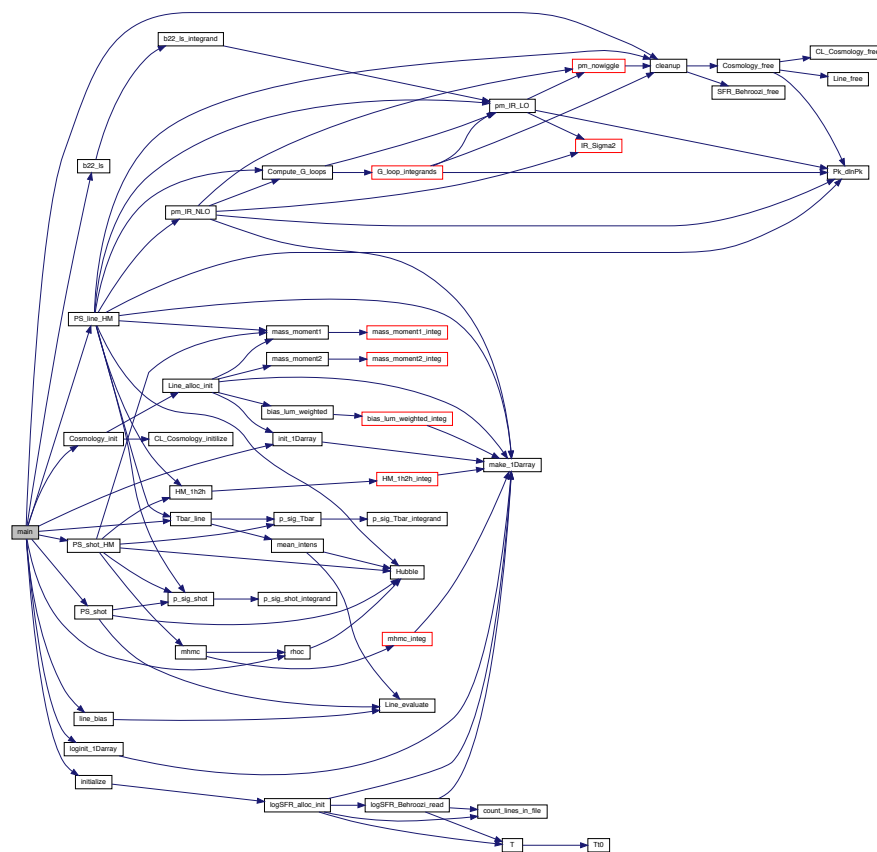 b22_ls_integrand
CL_Cosmology_free
pm_nowiggle
cleanup
Cosmology_free
Line_free
SFR_Behroozi_free
pm_IR_LO
IR_Sigma2
b22_ls
Compute_G_loops
G_loop_integrands
Pk_dlnPk
pm_IR_NLO
PS_line_HM
mass_moment1
mass_moment1_integ
mass_moment2
mass_moment2_integ
Line_alloc_init
bias_lum_weighted
bias_lum_weighted_integ
Cosmology_init
CL_Cosmology_initilize
init_1Darray
make_1Darray
HM_1h2h
HM_1h2h_integ
main
Tbar_line
p_sig_Tbar
p_sig_Tbar_integrand
PS_shot_HM
mean_intens
Hubble
p_sig_shot
p_sig_shot_integrand
PS_shot
mhmc
rhoc
mhmc_integ
Line_evaluate
line_bias
loginit_1Darray
initialize
logSFR_alloc_init
logSFR_Behroozi_read
count_lines_in_file
T
Tt0